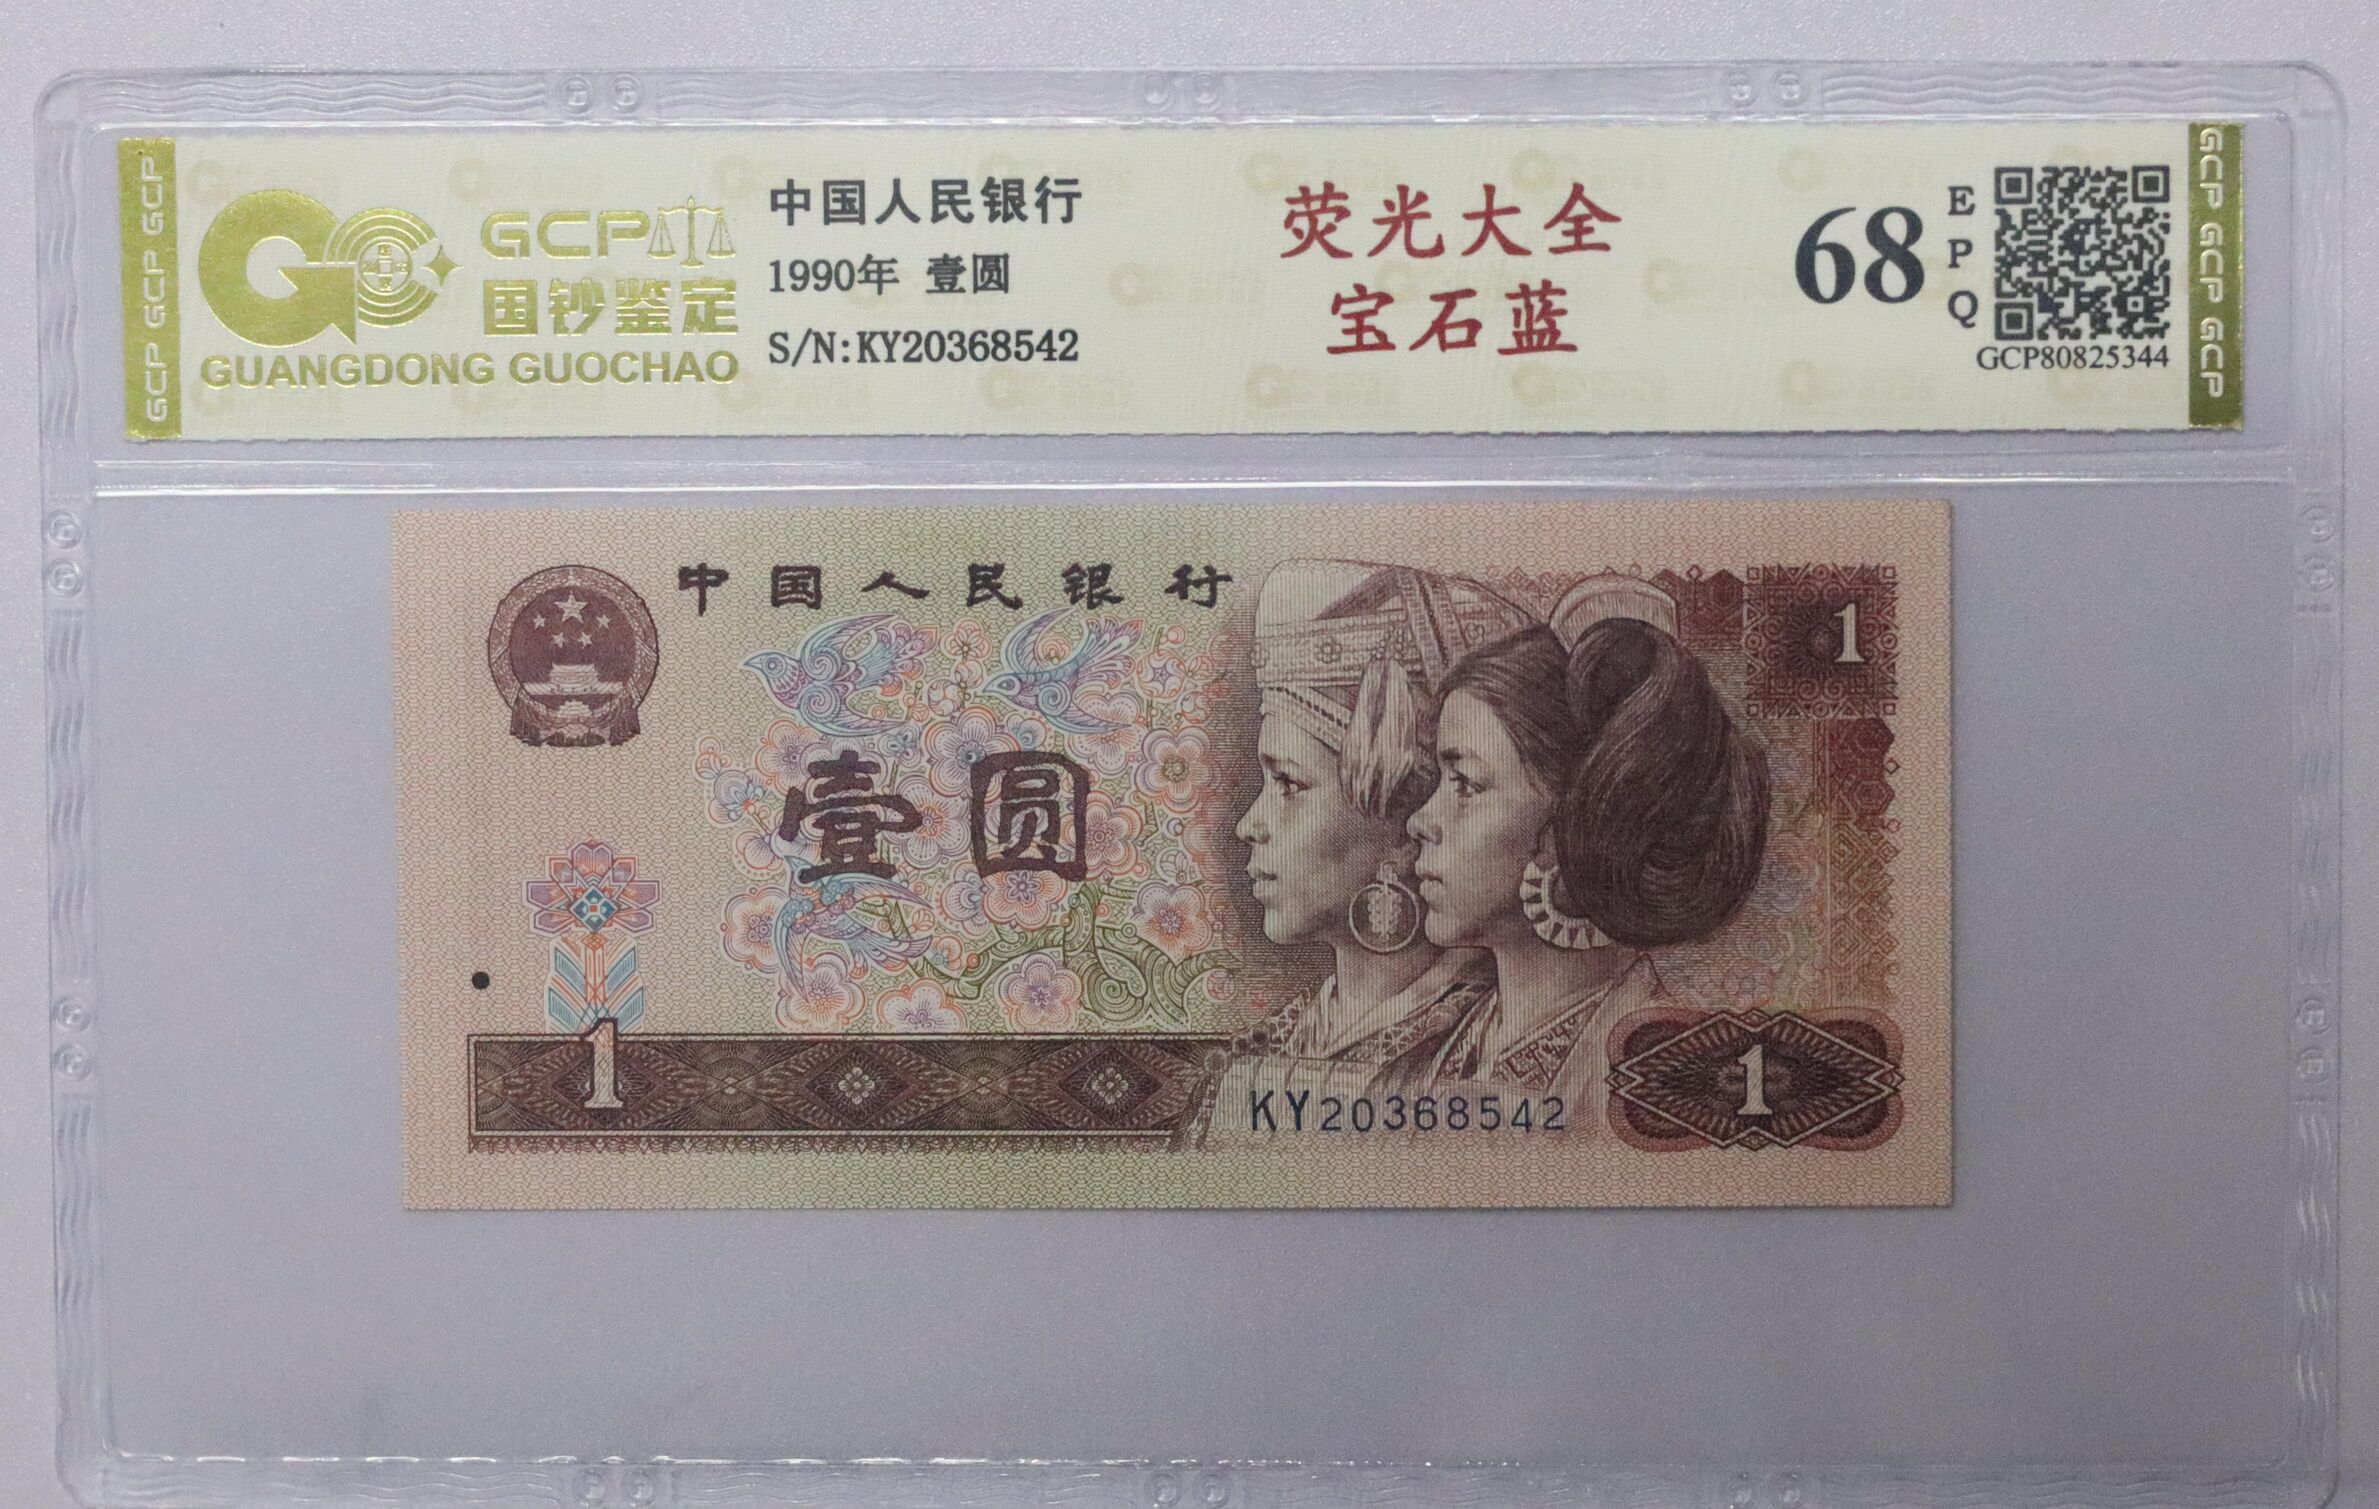 GCP GCP GCP
GCP
国钞鉴定
GUANGDONG GUOCHAO
中国人民银行
1990年 壹圆
S/N:KY20368542
荧光大全
宝石蓝
68
EPQ
GCP80825344
GCP GCP GCP
中国人民银行
1
壹圆
1
1
KY20368542